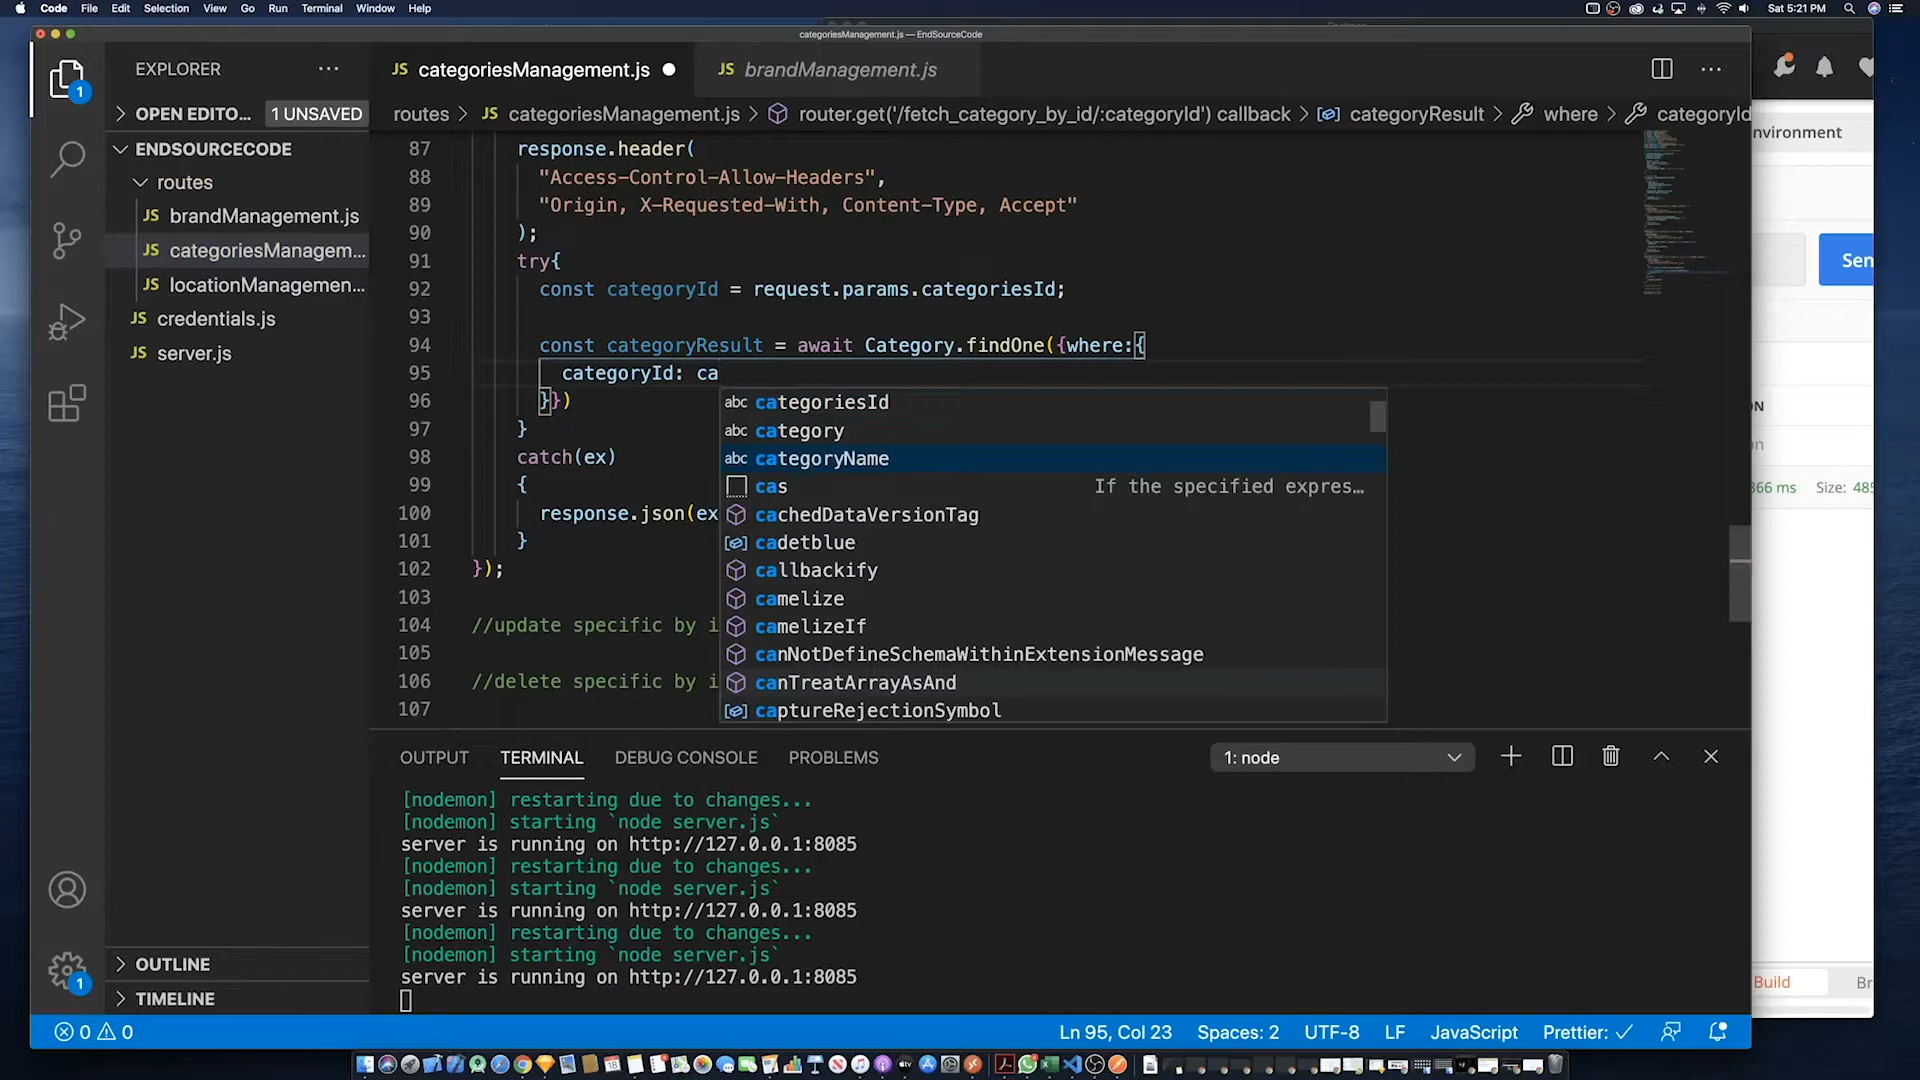 Code File Edit Selection View Go Run Terminal Window Help
Sat 5:21 PM
categoriesManagement.js — EndSourceCode
EXPLORER
OPEN EDITO... 1 UNSAVED
ENDSOURCECODE
routes
JS brandManagement.js
JS categoriesManagem...
JS locationManagemen...
JS credentials.js
JS server.js
OUTLINE
TIMELINE
1
1
JS categoriesManagement.js
JS brandManagement.js
routes > JS categoriesManagement.js > router.get('/fetch_category_by_id/:categoryId') callback > categoryResult > where > categoryId
87 response.header(
88 "Access-Control-Allow-Headers",
89 "Origin, X-Requested-With, Content-Type, Accept"
90 );
91 try{
92 const categoryId = request.params.categoriesId;
93
94 const categoryResult = await Category.findOne({where:{
95 categoryId: ca
96 }})
97 }
98 catch(ex)
99 {
100 response.json(ex
101 }
102 });
103
104 //update specific by i
105
106 //delete specific by i
107
abc categoriesId
abc category
abc categoryName
cas If the specified expres...
cachedDataVersionTag
cadetblue
callbackify
camelize
camelizeIf
canNotDefineSchemaWithinExtensionMessage
canTreatArrayAsAnd
captureRejectionSymbol
OUTPUT TERMINAL DEBUG CONSOLE PROBLEMS
1: node
[nodemon] restarting due to changes...
[nodemon] starting `node server.js`
server is running on http://127.0.0.1:8085
[nodemon] restarting due to changes...
[nodemon] starting `node server.js`
server is running on http://127.0.0.1:8085
[nodemon] restarting due to changes...
[nodemon] starting `node server.js`
server is running on http://127.0.0.1:8085
0 0
Ln 95, Col 23 Spaces: 2 UTF-8 LF JavaScript Prettier: ✓
nvironment
Sen
ON
366 ms Size: 485
Build
Br